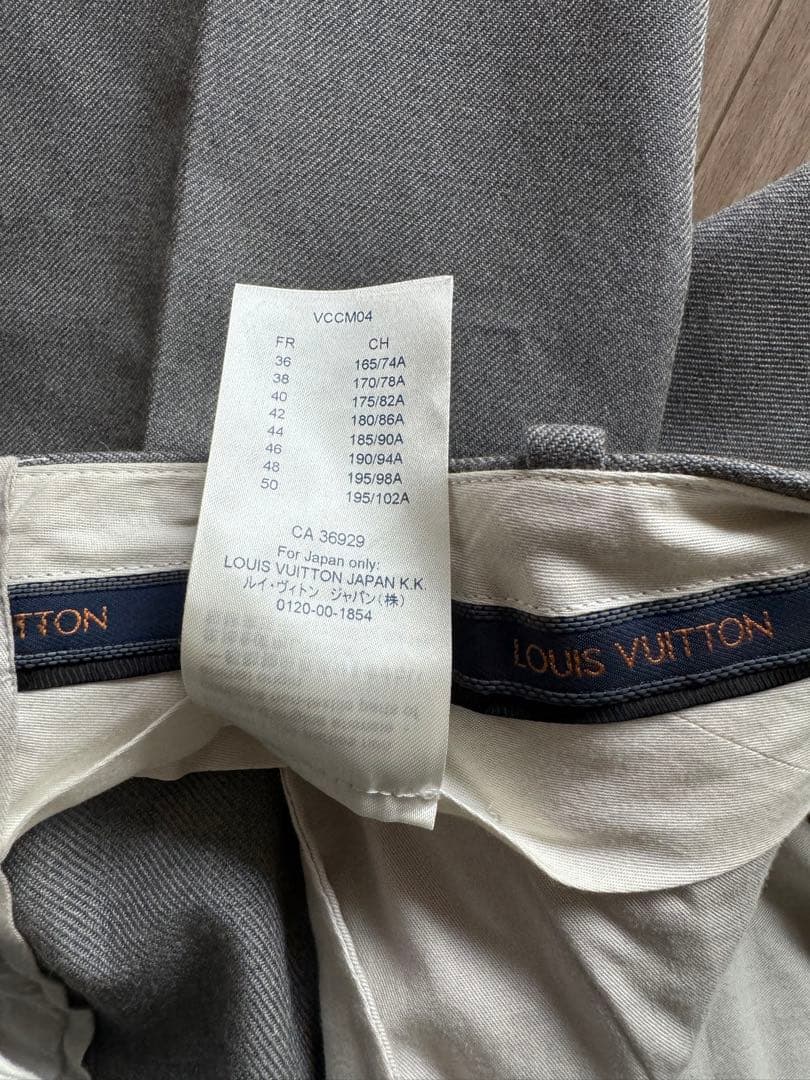 VCCM04
FR CH
36 165/74A
38 170/78A
40 175/82A
42 180/86A
44 185/90A
46 190/94A
48 195/98A
50 195/102A
CA 36929
For Japan only:
LOUIS VUITTON JAPAN K.K.
ルイ・ヴィトン ジャパン(株)
0120-00-1854
TTON
LOUIS VUITTON